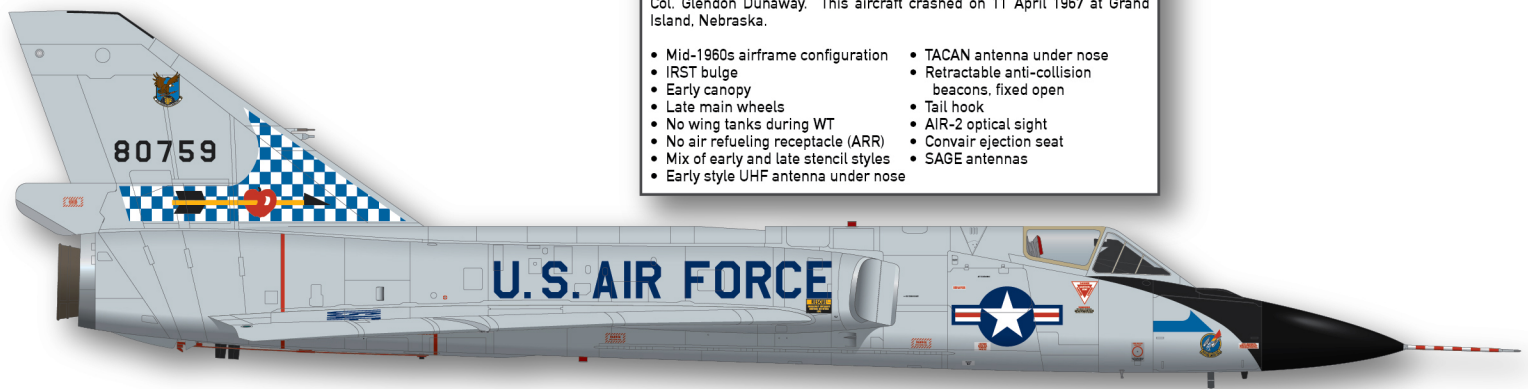 Col. Glendon Dunaway. This aircraft crashed on 11 April 1967 at Grand
Island, Nebraska.
• Mid-1960s airframe configuration
• IRST bulge
• Early canopy
• Late main wheels
• No wing tanks during WT
• No air refueling receptacle (ARR)
• Mix of early and late stencil styles
• Early style UHF antenna under nose
• TACAN antenna under nose
• Retractable anti-collision
beacons, fixed open
• Tail hook
• AIR-2 optical sight
• Convair ejection seat
• SAGE antennas
80759
U.S. AIR FORCE